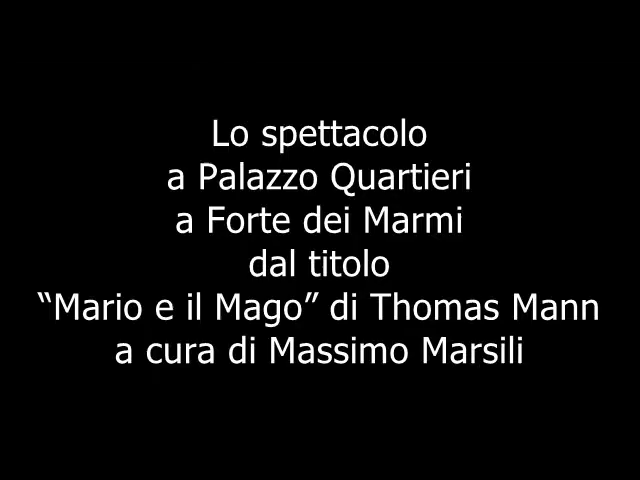 Lo spettacolo
a Palazzo Quartieri
a Forte dei Marmi
dal titolo
“Mario e il Mago” di Thomas Mann
a cura di Massimo Marsili